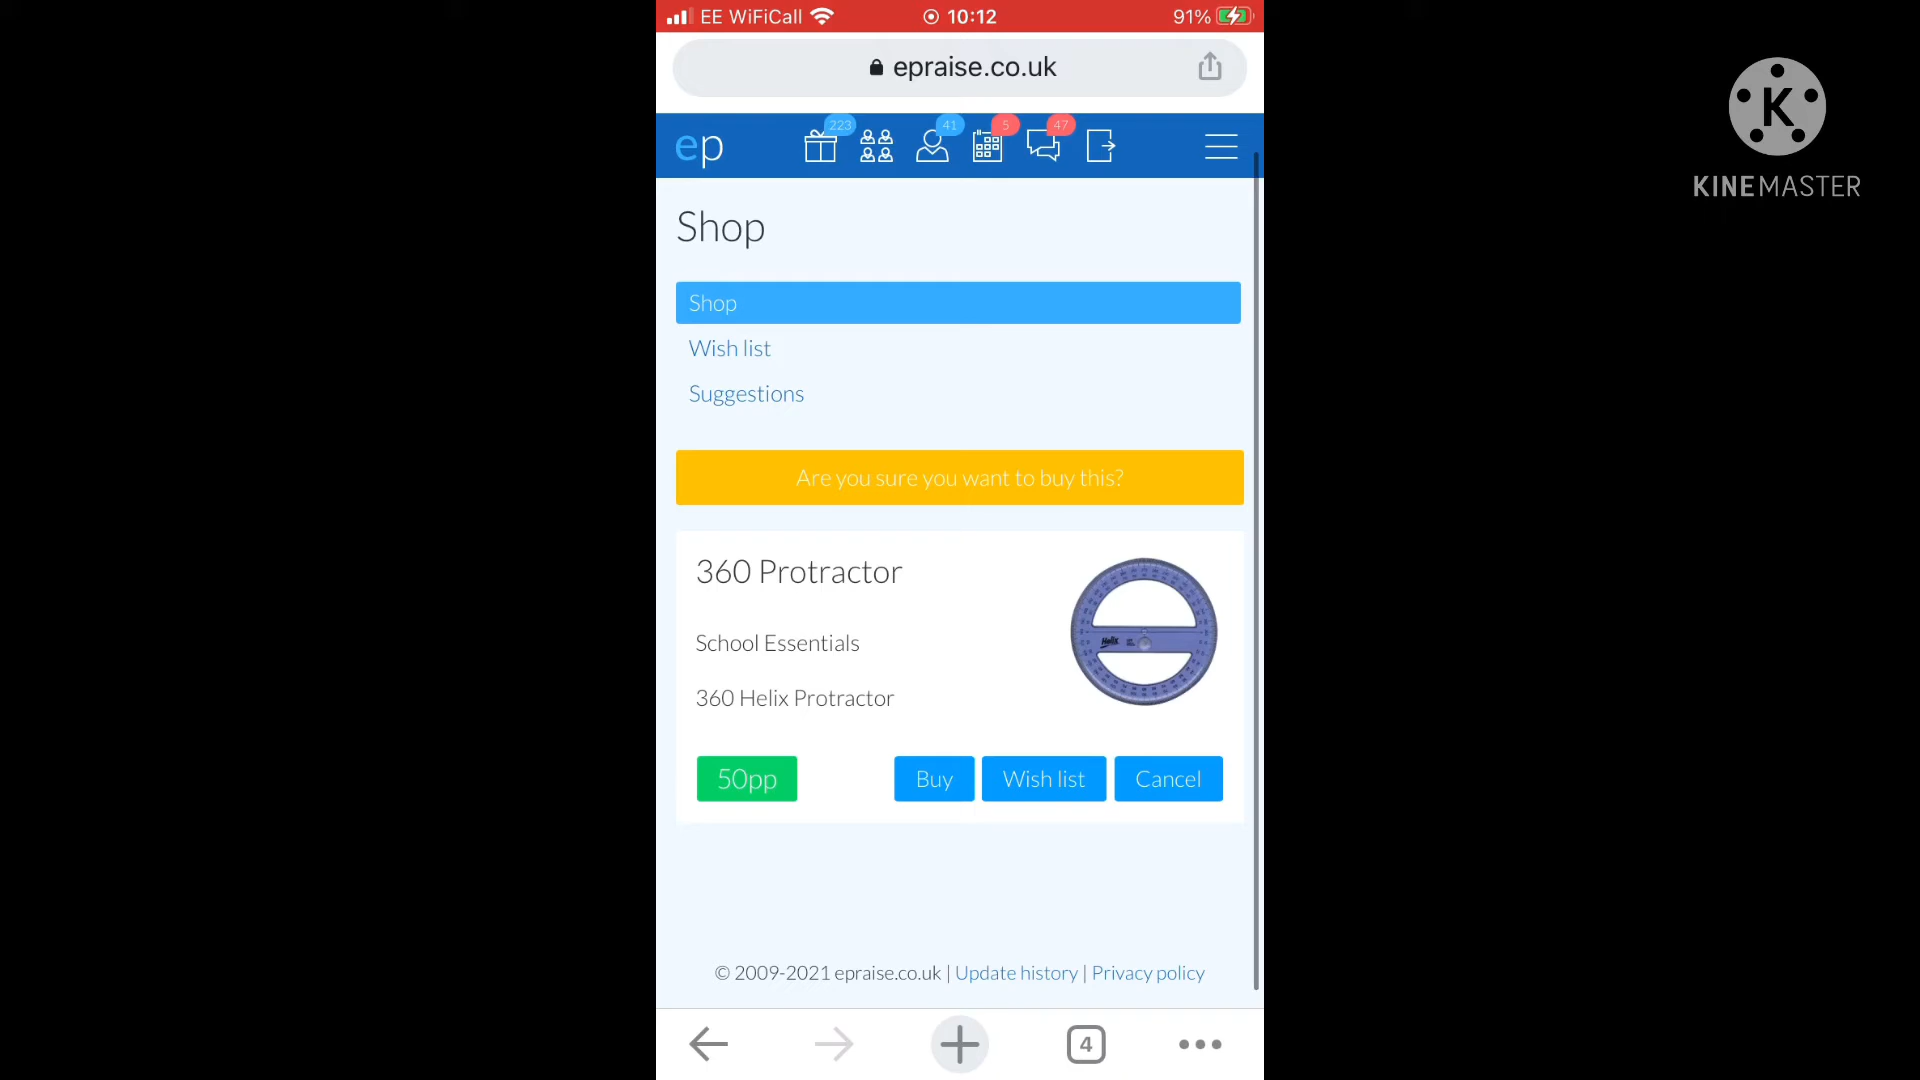 EE WiFiCall 10:12 91%
epraise.co.uk
ep 223 41 5 47
K
KINEMASTER
Shop
Shop
Wish list
Suggestions
Are you sure you want to buy this?
360 Protractor
School Essentials
Helix
360 Helix Protractor
50pp Buy Wish list Cancel
© 2009-2021 epraise.co.uk | Update history | Privacy policy
4